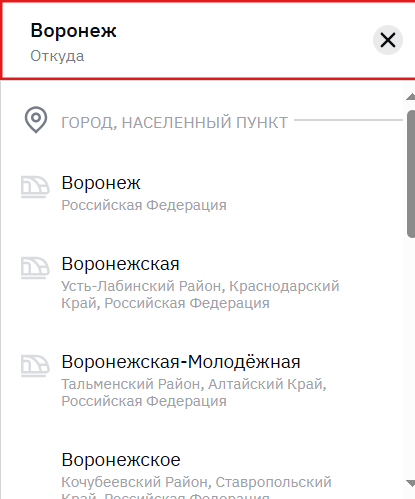 Воронеж
Откуда
ГОРОД, НАСЕЛЕННЫЙ ПУНКТ
Воронеж
Российская Федерация
Воронежская
Усть-Лабинский Район, Краснодарский
Край, Российская Федерация
Воронежская-Молодёжная
Тальменский Район, Алтайский Край,
Российская Федерация
Воронежское
Кочубеевский Район, Ставропольский
Край, Российская Федерация